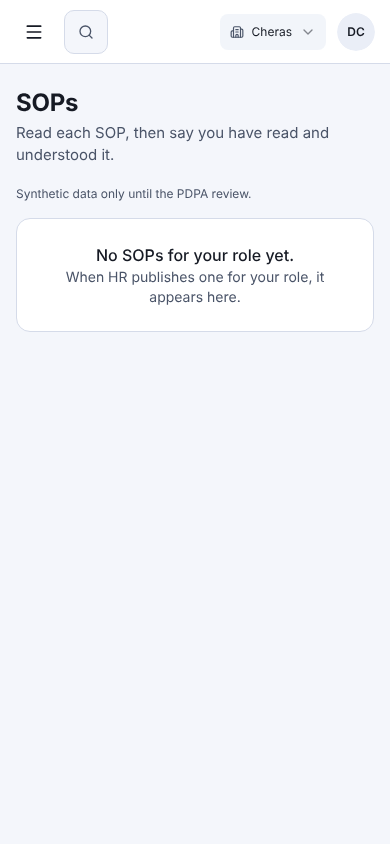 Cheras
DC
SOPs
Read each SOP, then say you have read and
understood it.
Synthetic data only until the PDPA review.
No SOPs for your role yet.
When HR publishes one for your role, it
appears here.